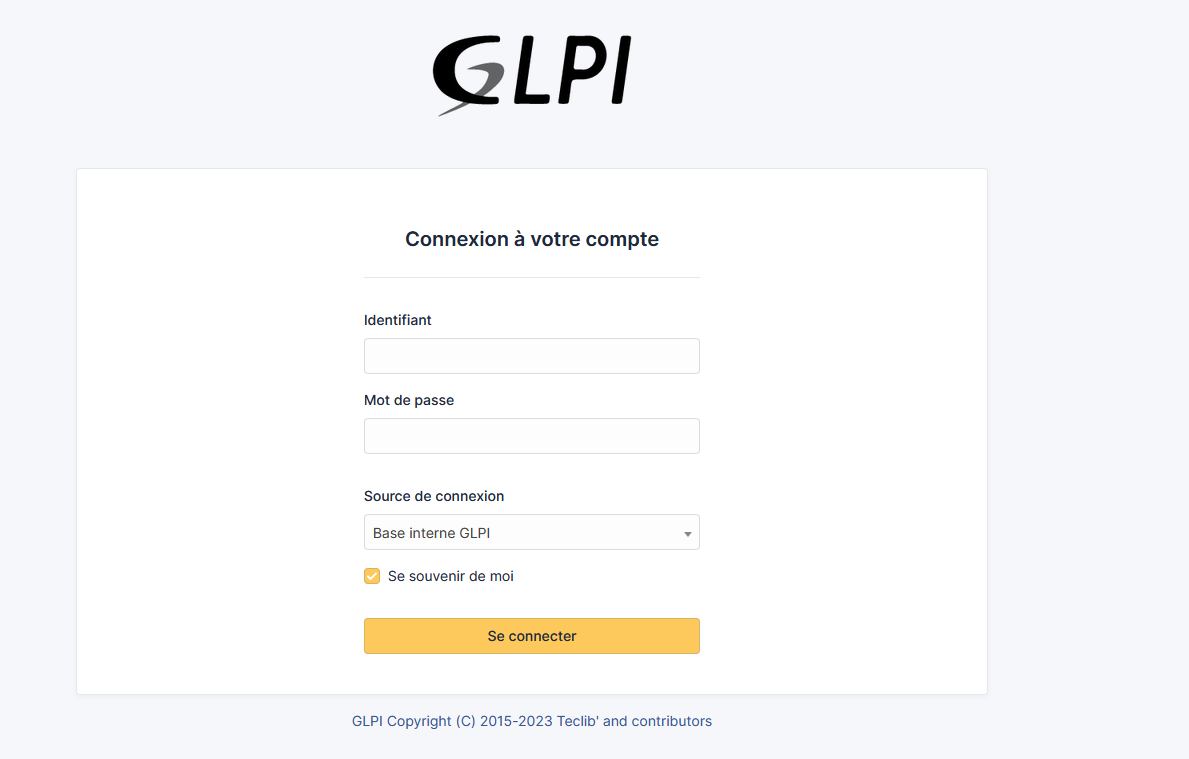 GLPI
Connexion à votre compte
Identifiant
Mot de passe
Source de connexion
Base interne GLPI
Se souvenir de moi
Se connecter
GLPI Copyright (C) 2015-2023 Teclib' and contributors